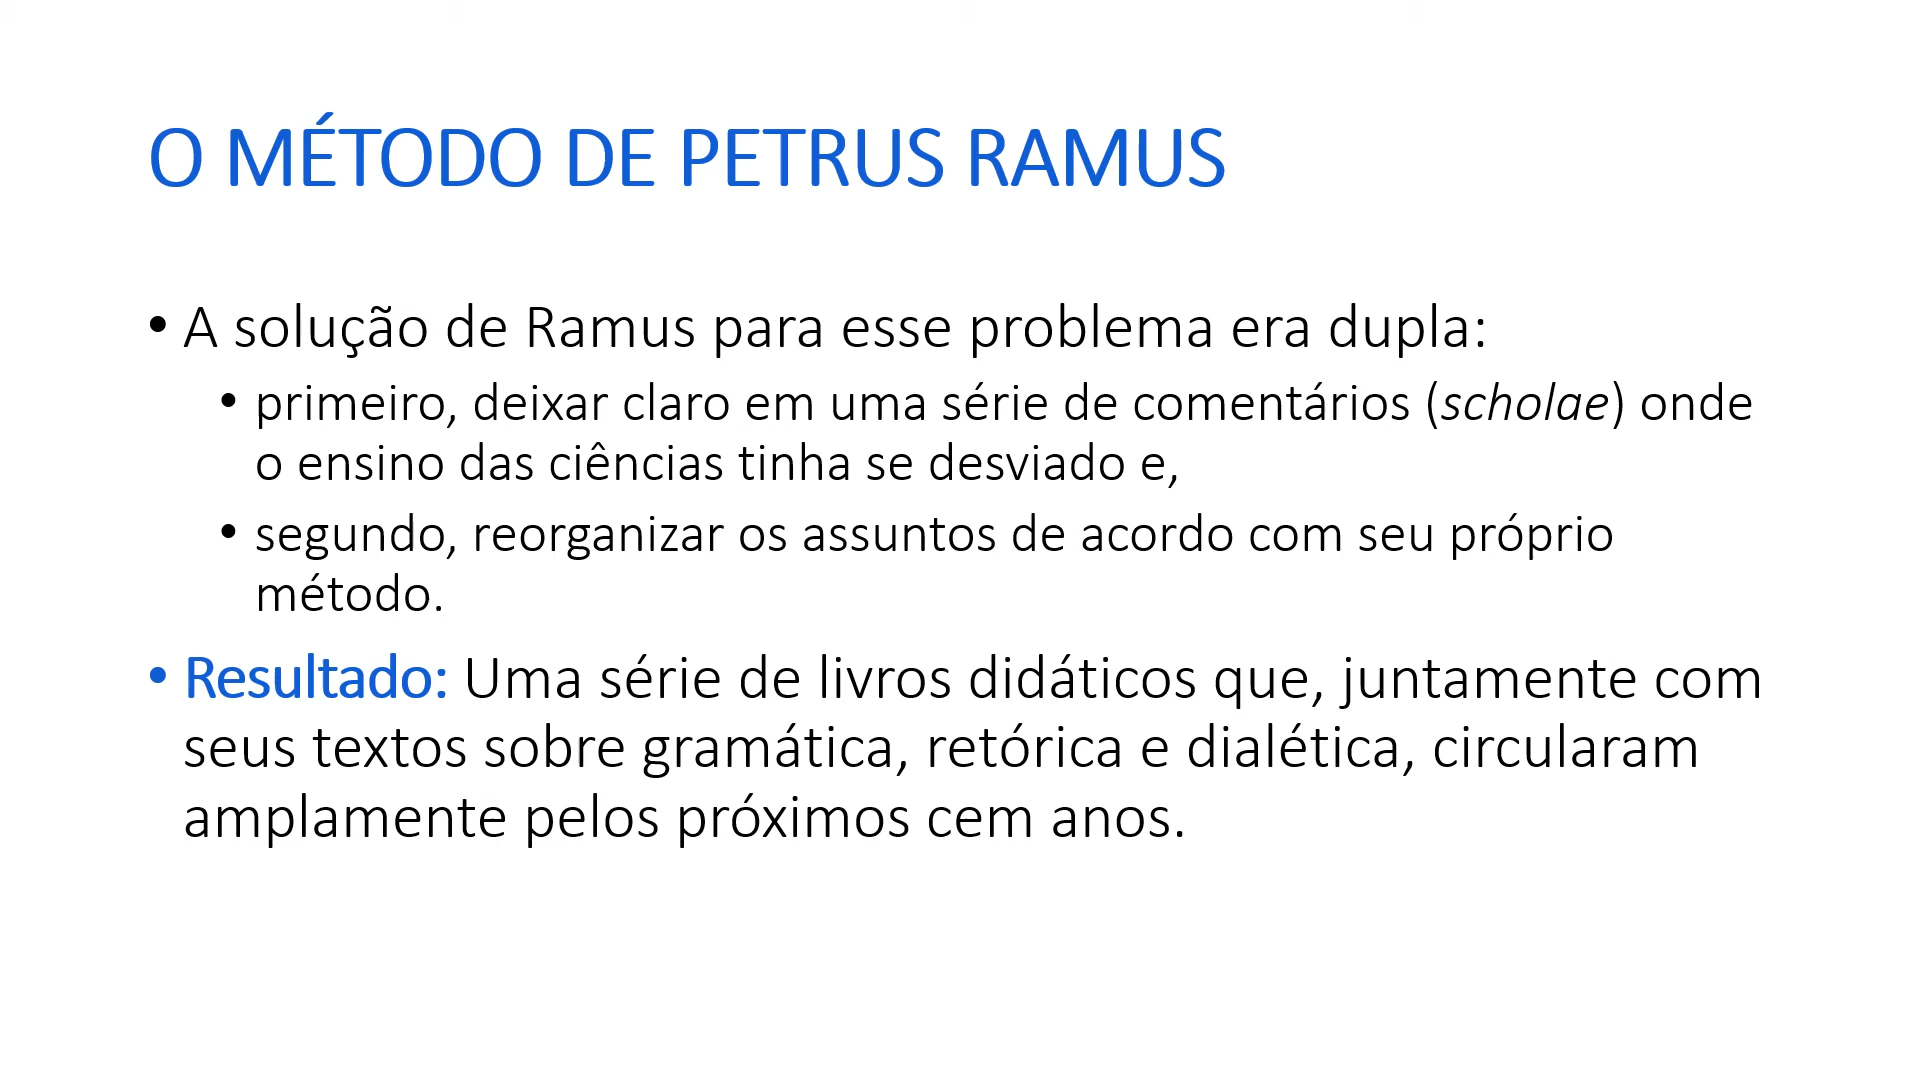 O MÉTODO DE PETRUS RAMUS
• A solução de Ramus para esse problema era dupla:
• primeiro, deixar claro em uma série de comentários (scholae) onde
o ensino das ciências tinha se desviado e,
• segundo, reorganizar os assuntos de acordo com seu próprio
método.
• Resultado: Uma série de livros didáticos que, juntamente com
seus textos sobre gramática, retórica e dialética, circularam
amplamente pelos próximos cem anos.